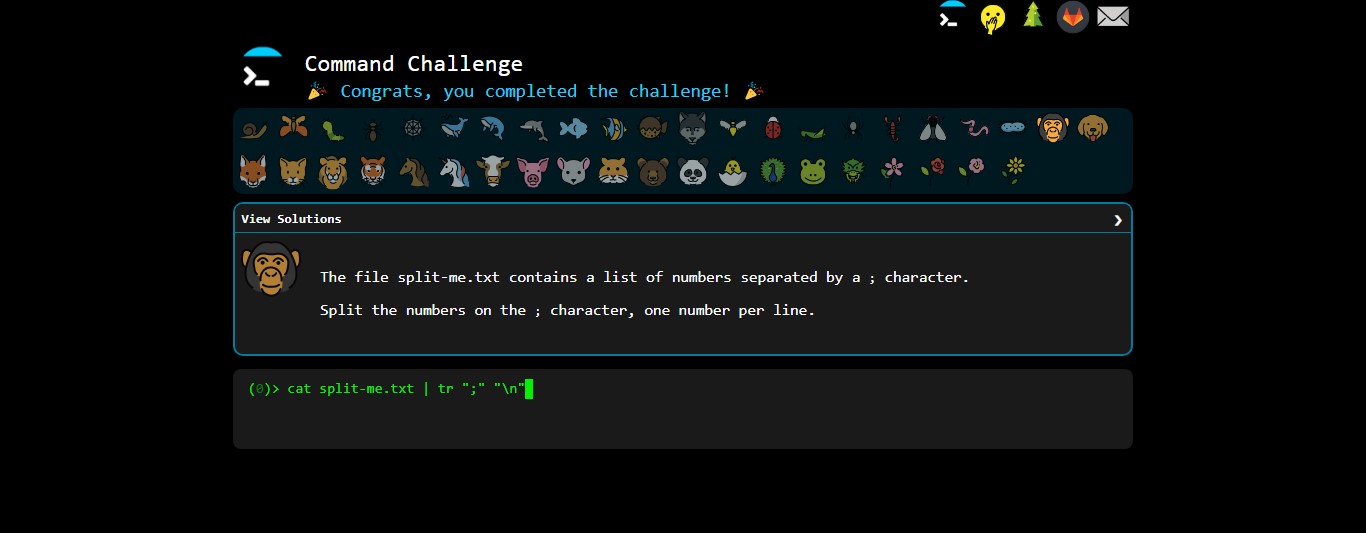 Command Challenge
🎉 Congrats, you completed the challenge! 🎉
View Solutions
The file split-me.txt contains a list of numbers separated by a ; character.
Split the numbers on the ; character, one number per line.
(0)> cat split-me.txt | tr ";" "\n"